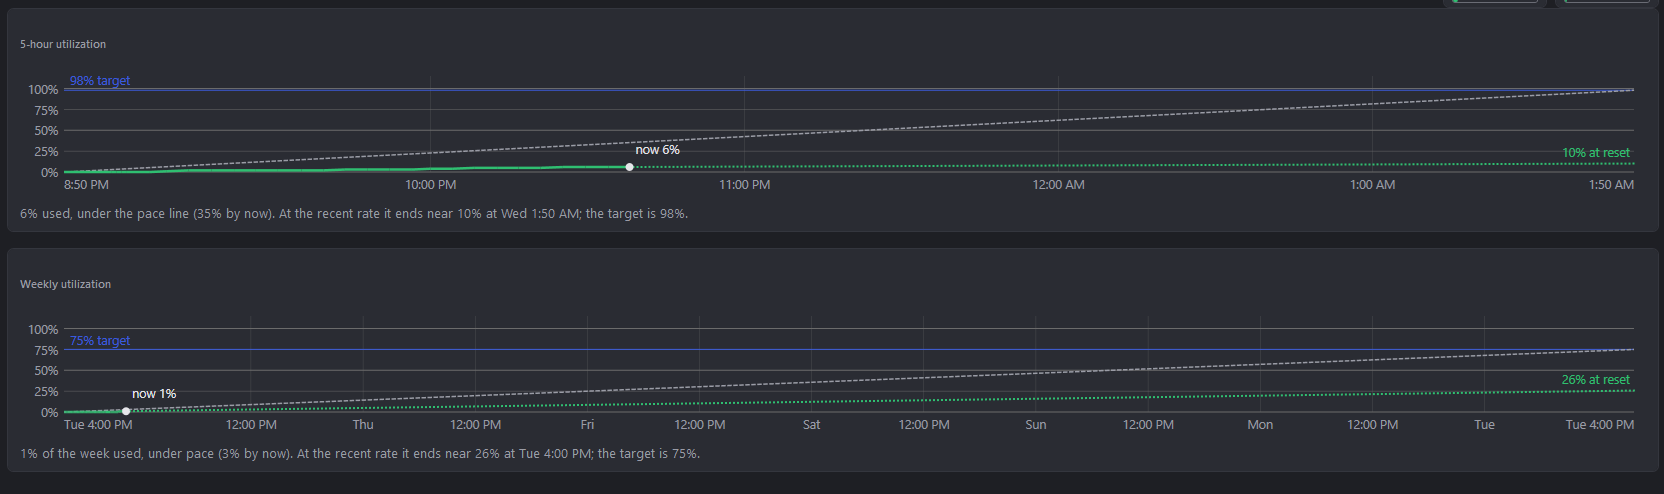 5-hour utilization
98% target
100%
75%
50%
now 6%
25%
10% at reset
0%
8:50 PM 10:00 PM 11:00 PM 12:00 AM 1:00 AM 1:50 AM
6% used, under the pace line (35% by now). At the recent rate it ends near 10% at Wed 1:50 AM; the target is 98%.
Weekly utilization
100%
75% target
75%
50%
26% at reset
25%
now 1%
0%
Tue 4:00 PM 12:00 PM Thu 12:00 PM Fri 12:00 PM Sat 12:00 PM Sun 12:00 PM Mon 12:00 PM Tue Tue 4:00 PM
1% of the week used, under pace (3% by now). At the recent rate it ends near 26% at Tue 4:00 PM; the target is 75%.